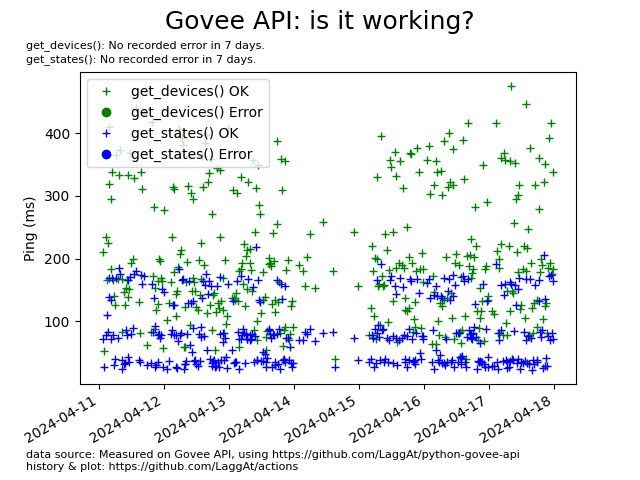 Govee API: is it working?
get_devices(): No recorded error in 7 days.
get_states(): No recorded error in 7 days.
get_devices() OK
get_devices() Error
get_states() OK
get_states() Error
400
300
200
100
Ping (ms)
2024-04-11
2024-04-12
2024-04-13
2024-04-14
2024-04-15
2024-04-16
2024-04-17
2024-04-18
data source: Measured on Govee API, using https://github.com/LaggAt/python-govee-api
history & plot: https://github.com/LaggAt/actions